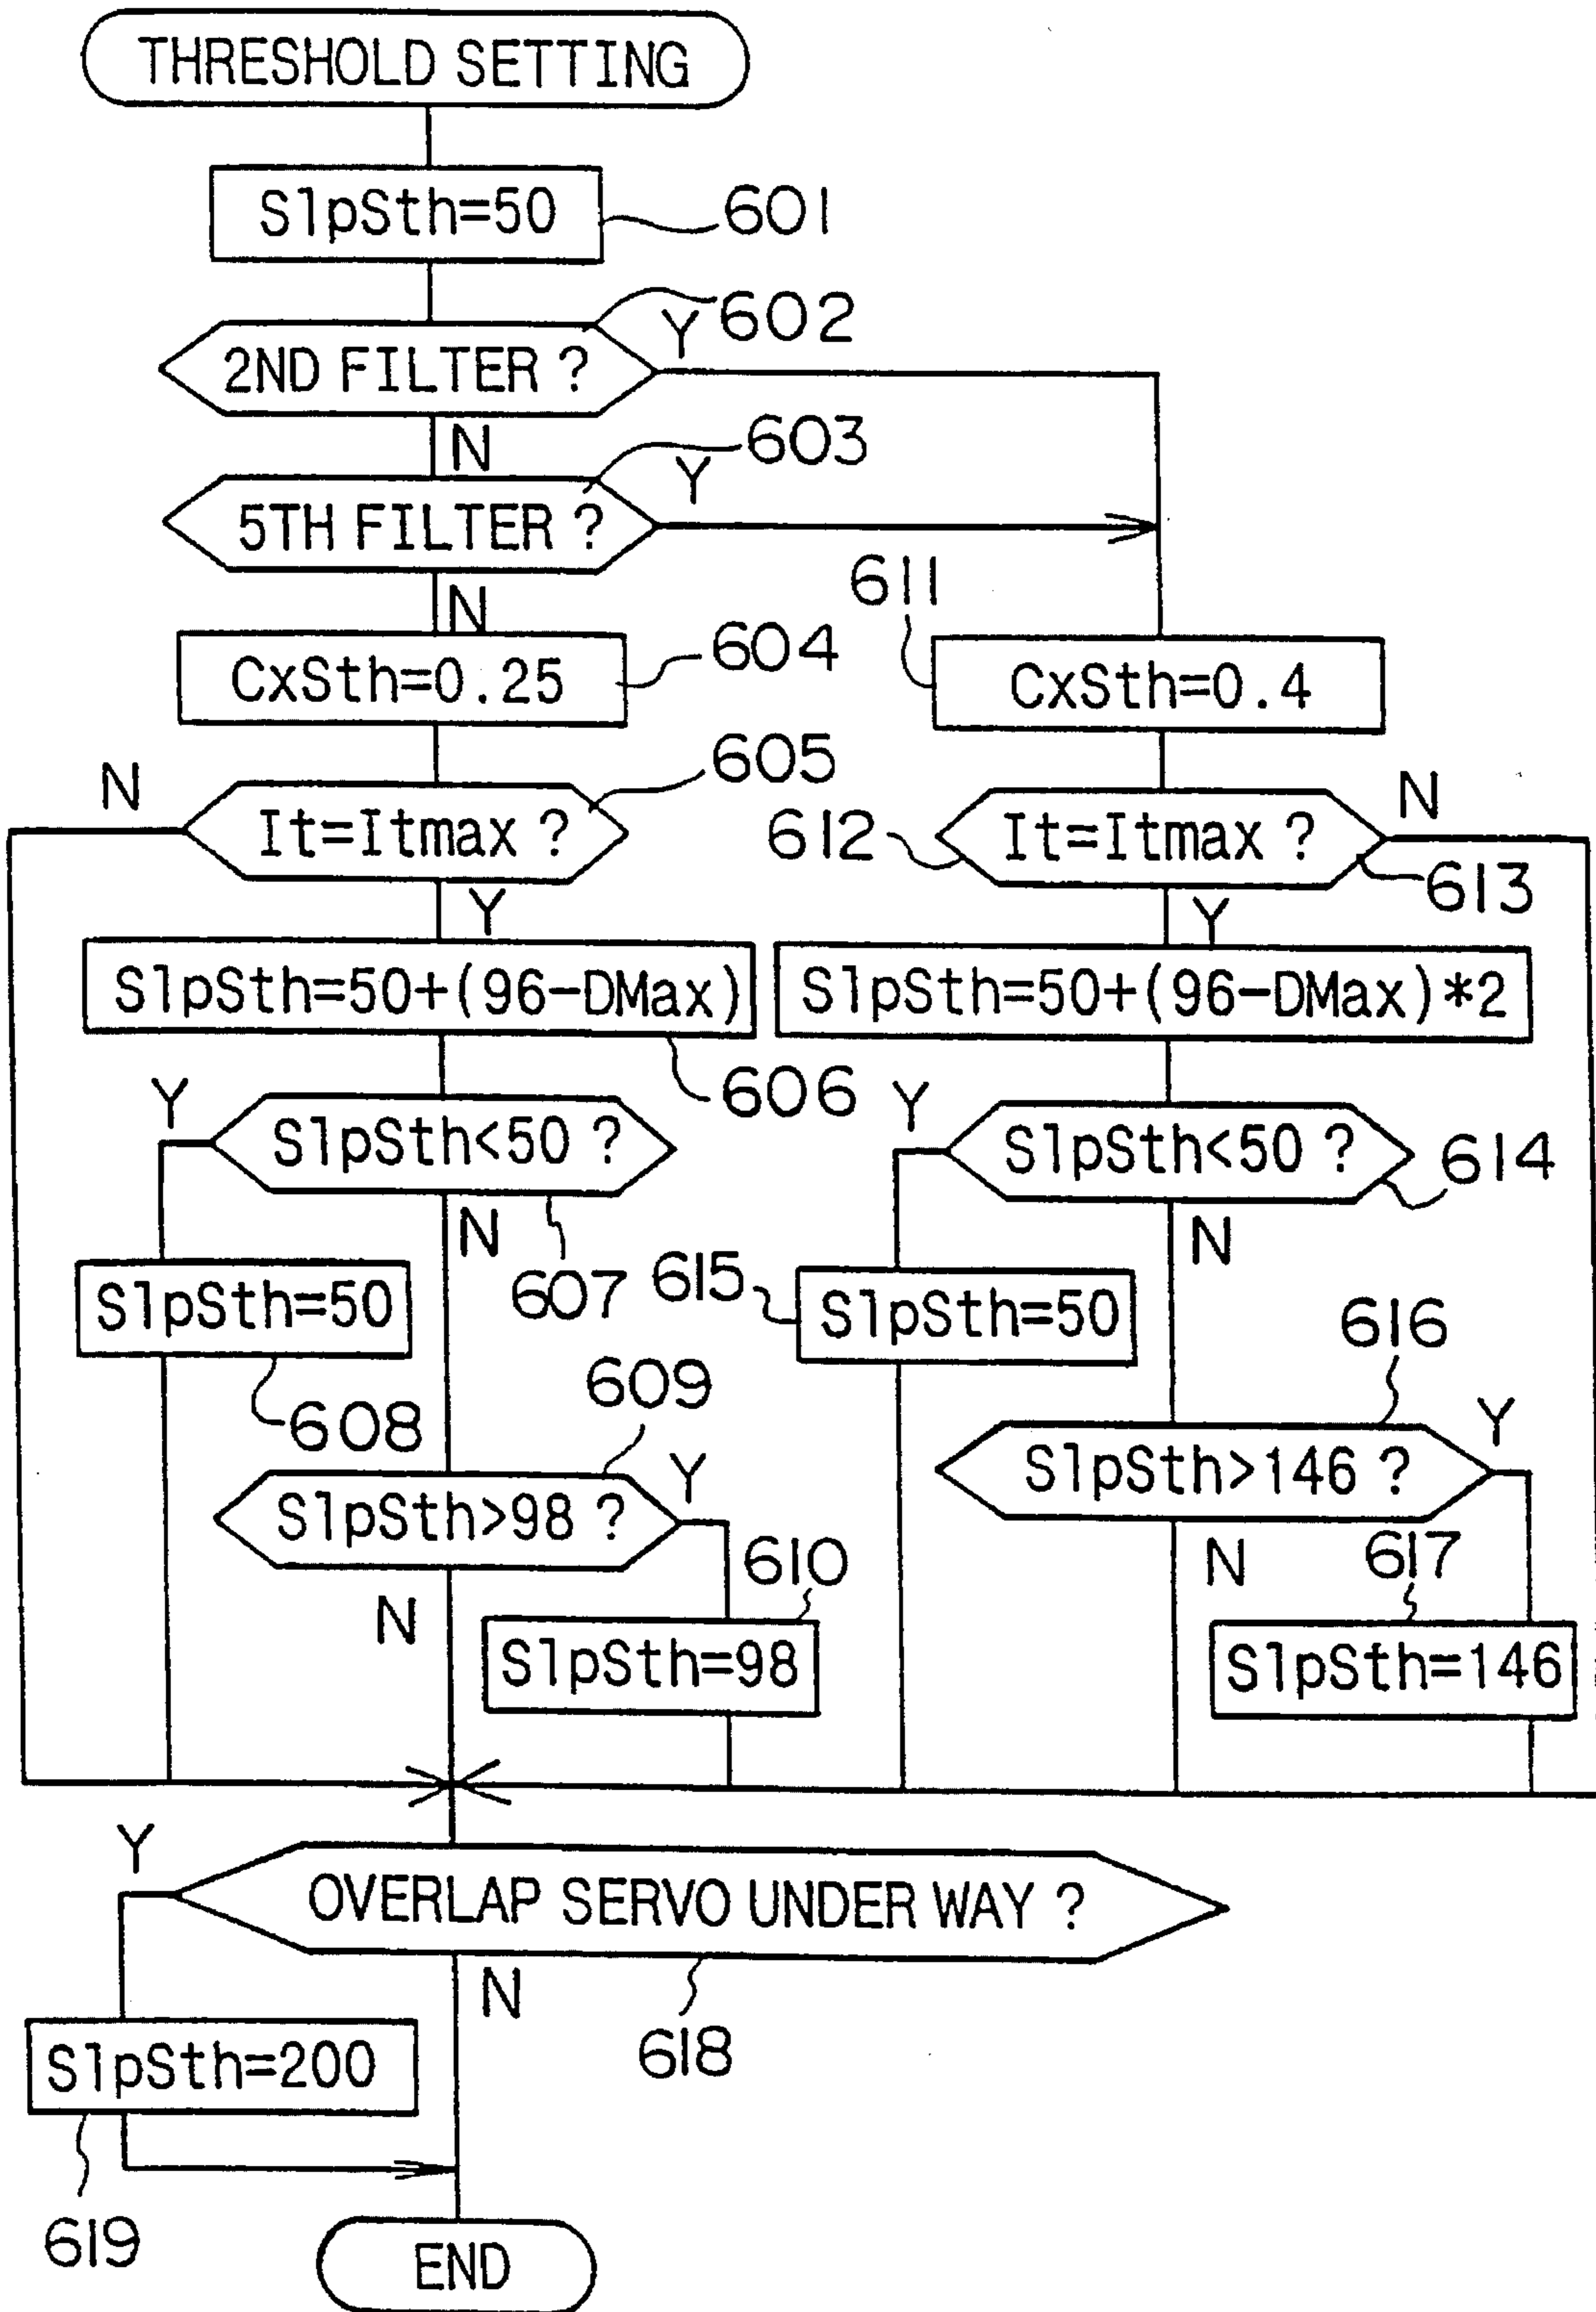 THRESHOLD SETTING
SlpSth=50
601
2ND FILTER ?
602
Y
N
5TH FILTER ?
603
Y
N
CxSth=0.25
604
611
CxSth=0.4
N
It=Itmax ?
605
Y
612
It=Itmax ?
N
613
Y
SlpSth=50+(96-DMax)
606
SlpSth=50+(96-DMax)*2
Y
SlpSth<50 ?
607
N
Y
SlpSth<50 ?
614
N
SlpSth=50
608
615
SlpSth=50
609
SlpSth>98 ?
Y
N
616
SlpSth>146 ?
Y
N
610
SlpSth=98
617
SlpSth=146
Y
OVERLAP SERVO UNDER WAY ?
N
618
SlpSth=200
619
END